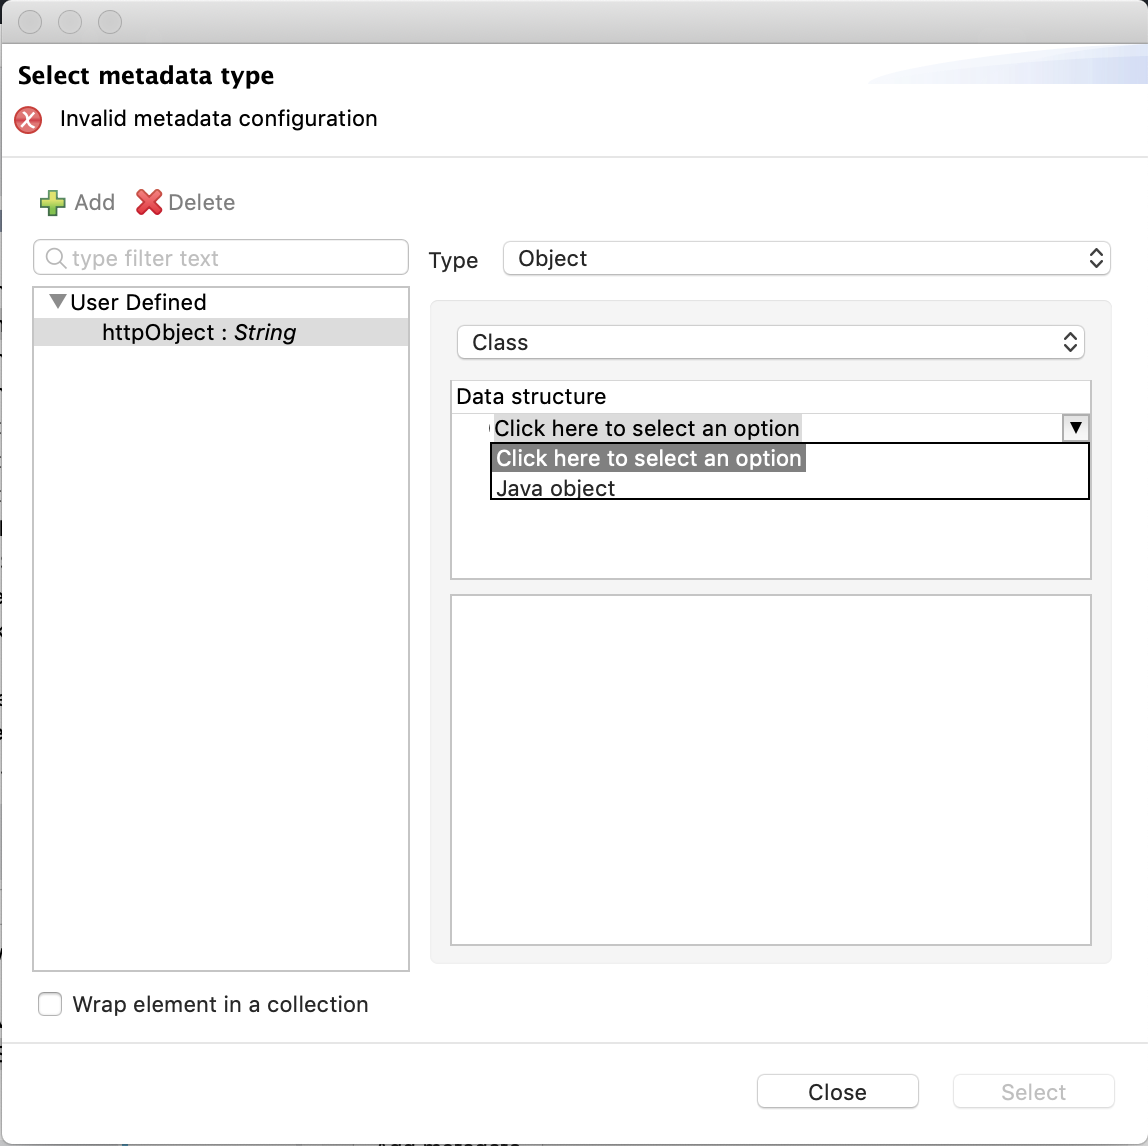 Select metadata type
Invalid metadata configuration
Add Delete
type filter text
Type Object
User Defined
httpObject : String
Class
Data structure
Click here to select an option
Click here to select an option
Java object
Wrap element in a collection
Close Select